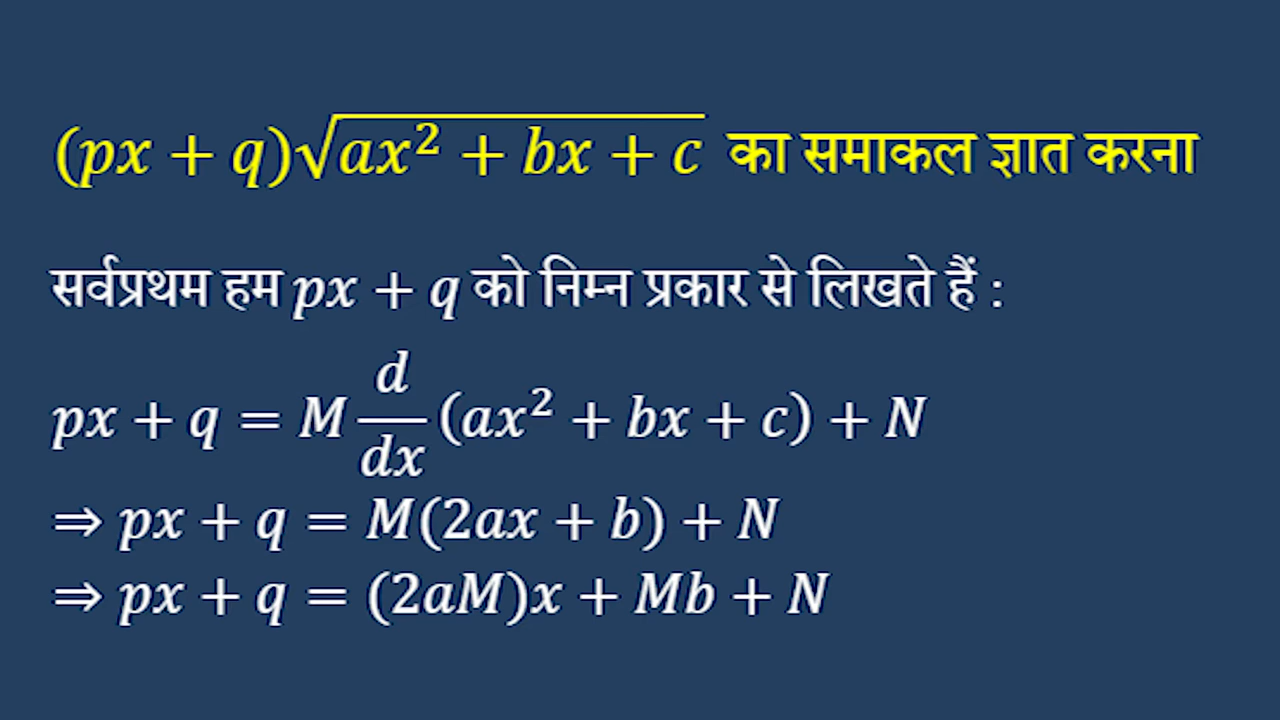 (px + q)√(ax² + bx + c) का समाकल ज्ञात करना
सर्वप्रथम हम px + q को निम्न प्रकार से लिखते हैं :
px + q = M d/dx (ax² + bx + c) + N
⇒ px + q = M(2ax + b) + N
⇒ px + q = (2aM)x + Mb + N